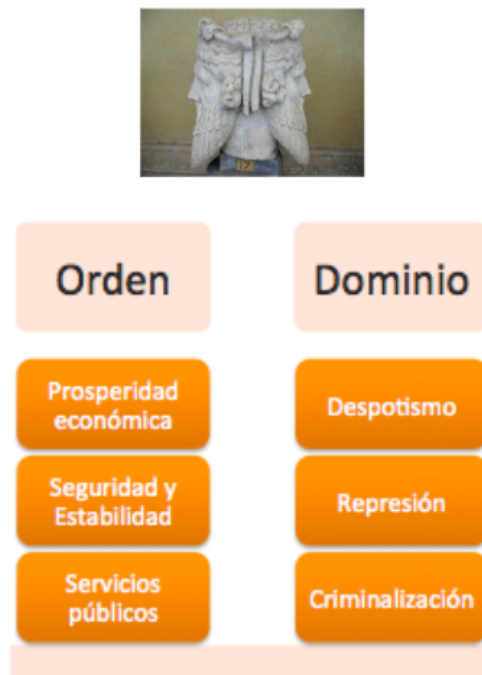 Orden
Prosperidad
económica
Seguridad y
Estabilidad
Servicios
públicos
Dominio
Despotismo
Represión
Criminalización